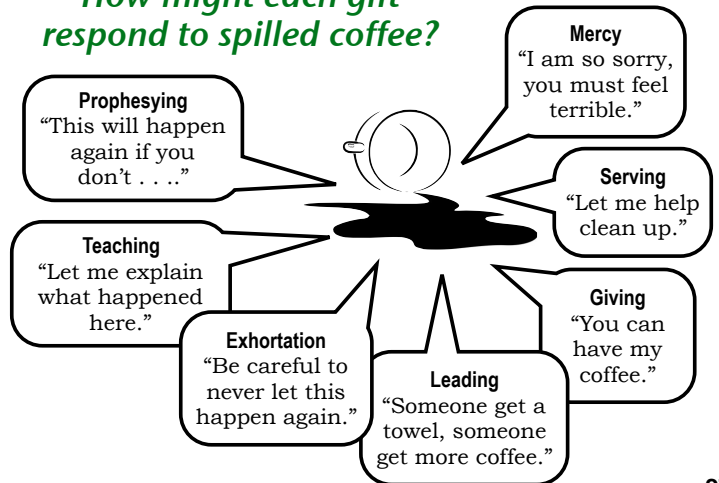 How might each gift
respond to spilled coffee?
Mercy
“I am so sorry,
you must feel
terrible.”
Prophesying
“This will happen
again if you
don’t . . ..”
Serving
“Let me help
clean up.”
Teaching
“Let me explain
what happened
here.”
Giving
“You can
have my
coffee.”
Exhortation
“Be careful to
never let this
happen again.”
Leading
“Someone get a
towel, someone
get more coffee.”